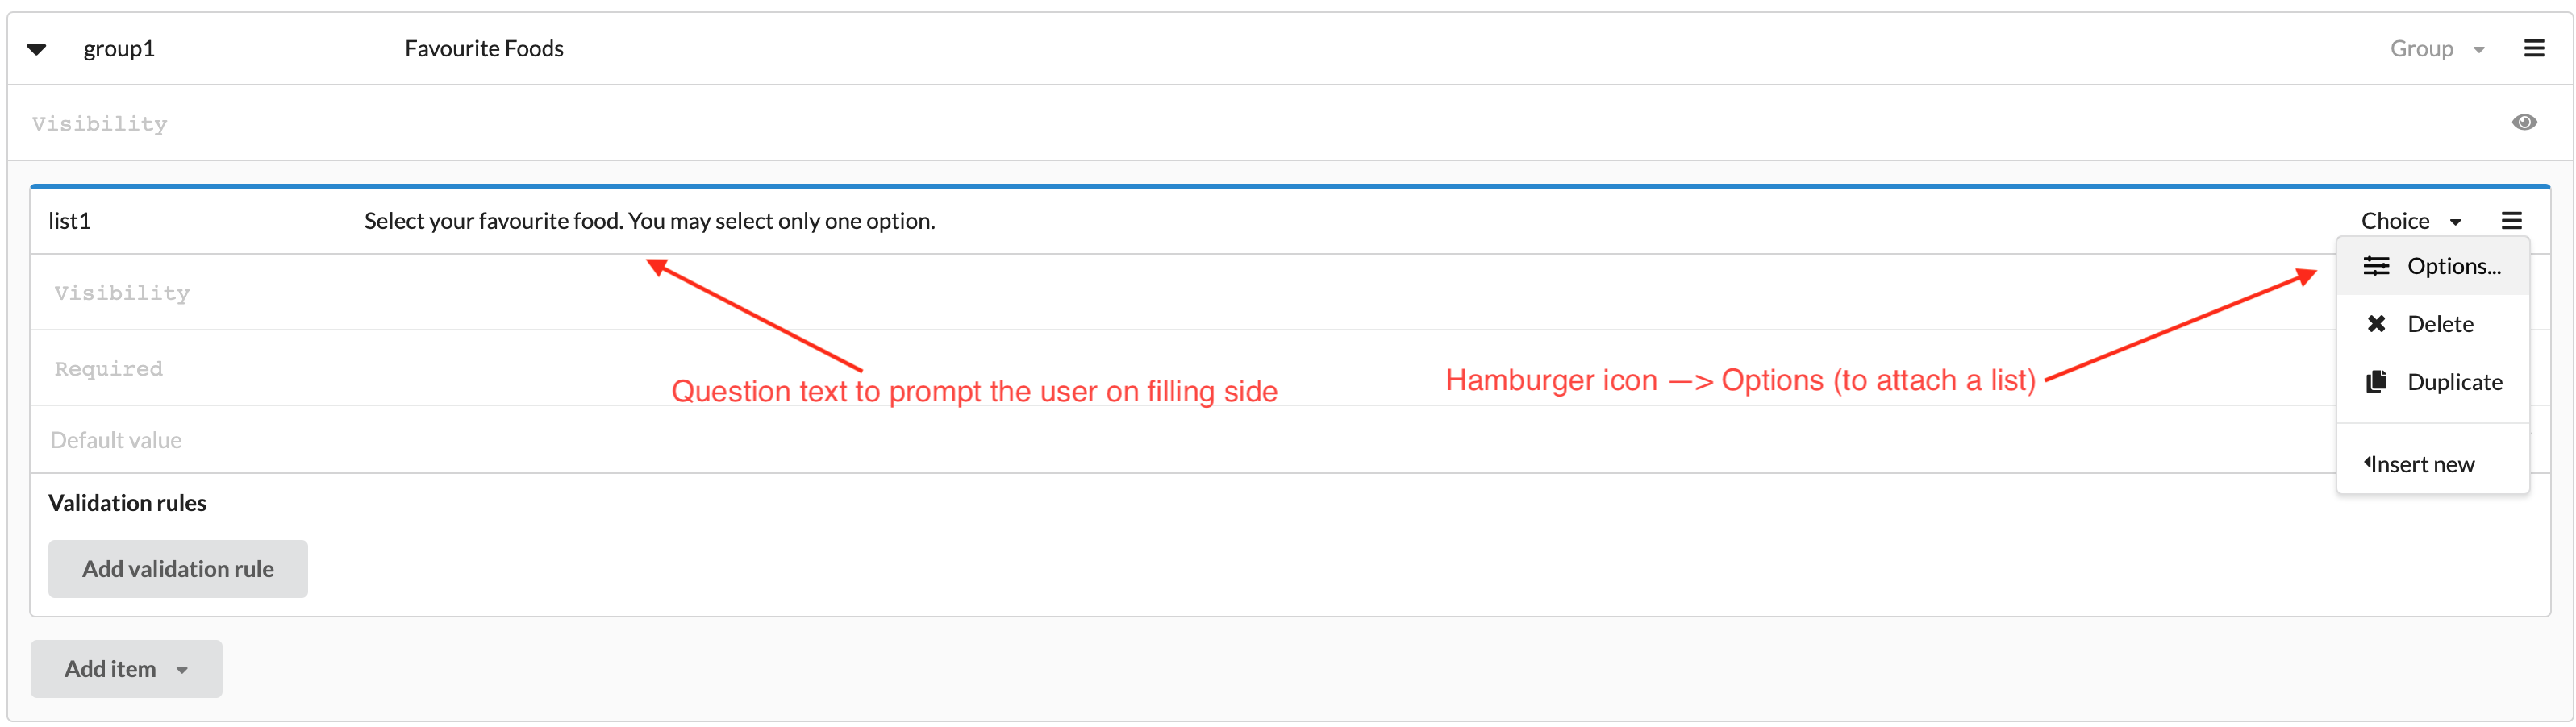 group1 Favourite Foods Group
Visibility
list1 Select your favourite food. You may select only one option. Choice
Options...
Visibility
Delete
Required
Question text to prompt the user on filling side
Hamburger icon —> Options (to attach a list)
Duplicate
Default value
Insert new
Validation rules
Add validation rule
Add item